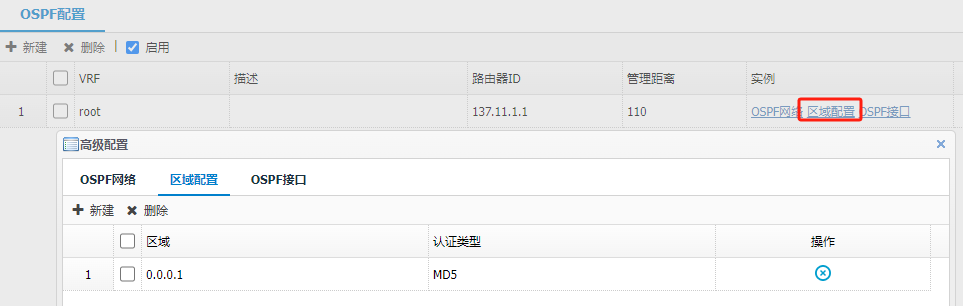 OSPF配置
新建 删除 启用
VRF 描述 路由器ID 管理距离 实例
1 root 137.11.1.1 110 OSPF网络 区域配置 OSPF接口
高级配置
OSPF网络 区域配置 OSPF接口
新建 删除
区域 认证类型 操作
1 0.0.0.1 MD5